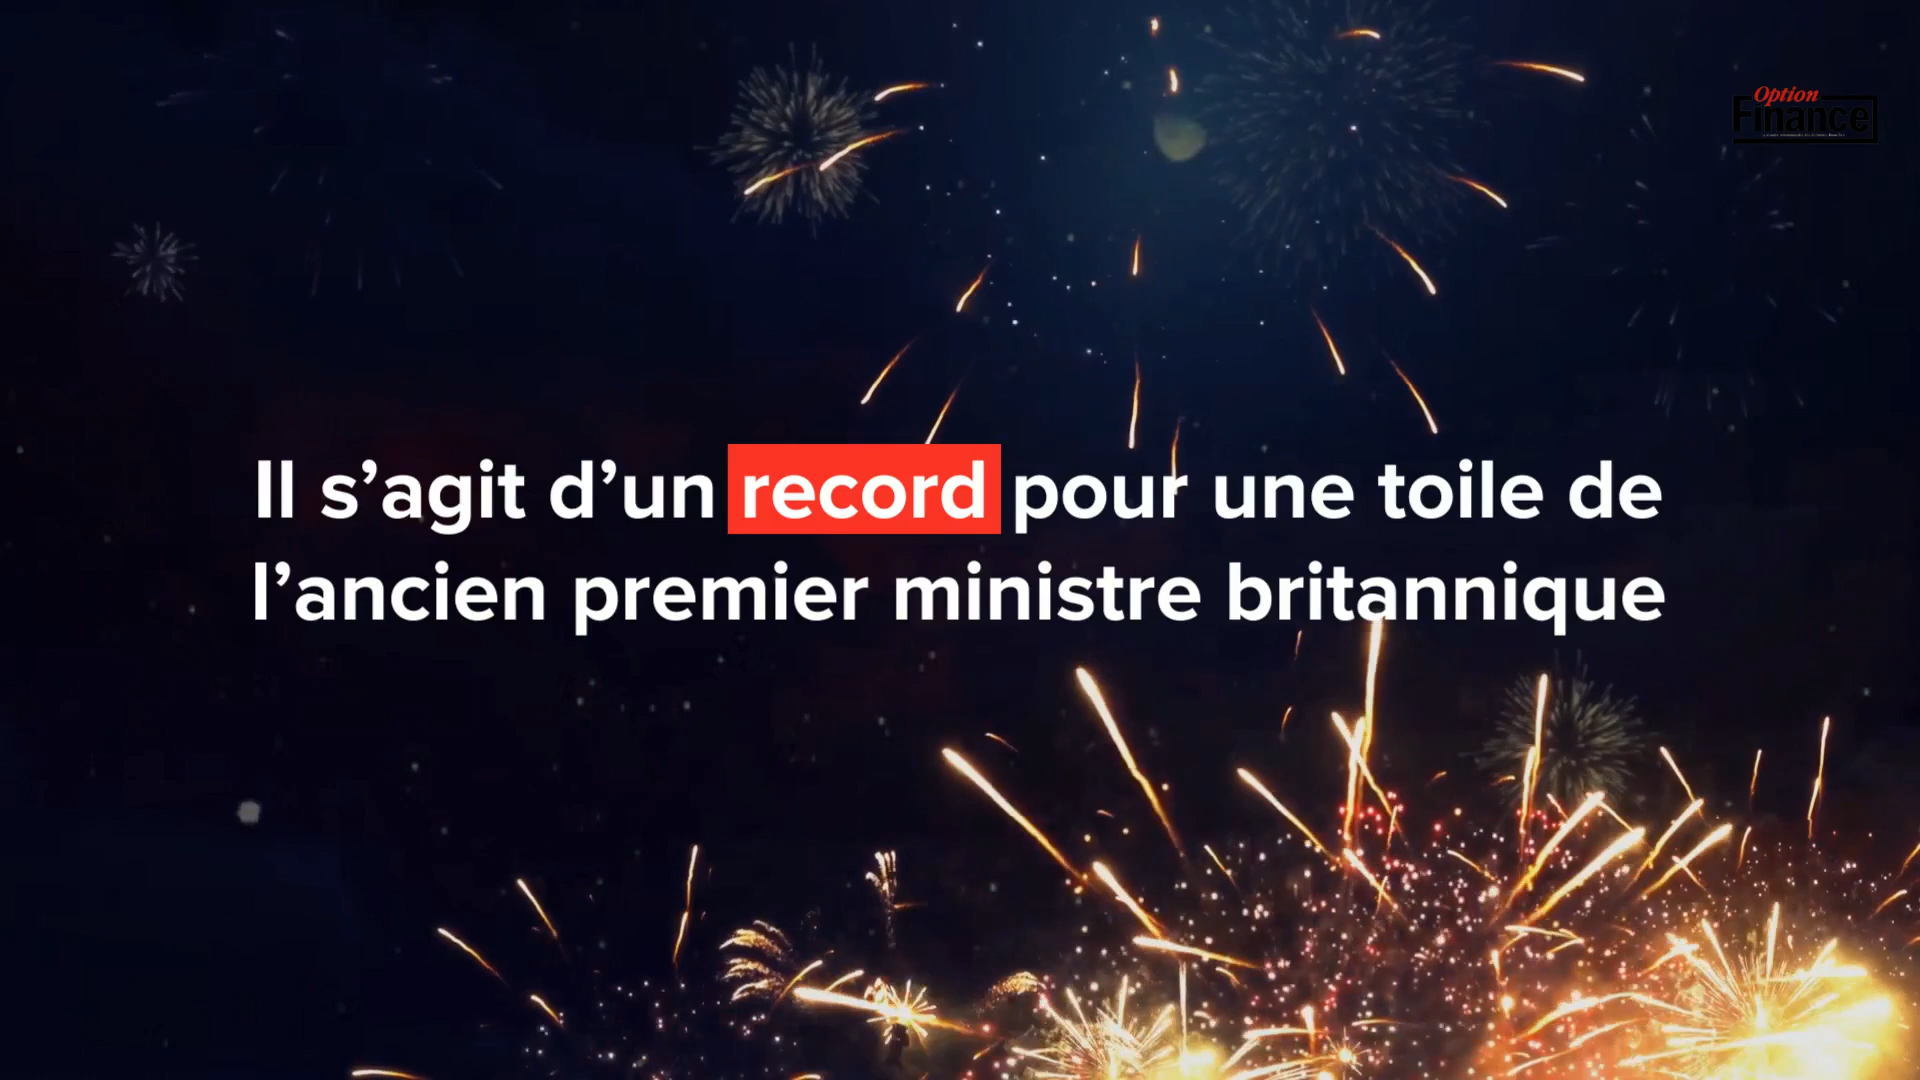 Option
Finance
Il s’agit d’un record pour une toile de
l’ancien premier ministre britannique